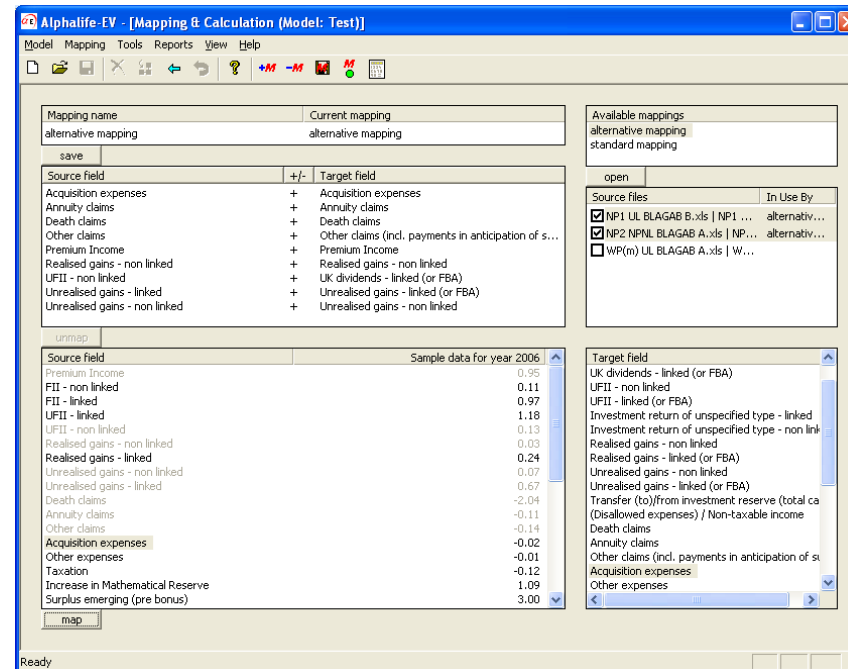 Alphalife-EV - [Mapping & Calculation (Model: Test)]
Model Mapping Tools Reports View Help
+M -M M M
Mapping name Current mapping
alternative mapping alternative mapping
save
Available mappings
alternative mapping
standard mapping
open
Source field +/- Target field
Acquisition expenses + Acquisition expenses
Annuity claims + Annuity claims
Death claims + Death claims
Other claims + Other claims (incl. payments in anticipation of s...
Premium Income + Premium Income
Realised gains - non linked + Realised gains - non linked
UFII - non linked + UK dividends - linked (or FBA)
Unrealised gains - linked + Unrealised gains - linked (or FBA)
Unrealised gains - non linked + Unrealised gains - non linked
unmap
Source files In Use By
NP1 UL BLAGAB B.xls | NP1 ... alternativ...
NP2 NPNL BLAGAB A.xls | NP... alternativ...
WP(m) UL BLAGAB A.xls | W...
Source field Sample data for year 2006
Premium Income 0.95
FII - non linked 0.11
FII - linked 0.97
UFII - linked 1.18
UFII - non linked 0.13
Realised gains - non linked 0.03
Realised gains - linked 0.24
Unrealised gains - non linked 0.07
Unrealised gains - linked 0.67
Death claims -2.04
Annuity claims -0.11
Other claims -0.14
Acquisition expenses -0.02
Other expenses -0.01
Taxation -0.12
Increase in Mathematical Reserve 1.09
Surplus emerging (pre bonus) 3.00
map
Target field
UK dividends - linked (or FBA)
UFII - non linked
UFII - linked (or FBA)
Investment return of unspecified type - linked
Investment return of unspecified type - non link
Realised gains - non linked
Realised gains - linked (or FBA)
Unrealised gains - non linked
Unrealised gains - linked (or FBA)
Transfer (to)/from investment reserve (total ca
(Disallowed expenses) / Non-taxable income
Death claims
Annuity claims
Other claims (incl. payments in anticipation of su
Acquisition expenses
Other expenses
Ready